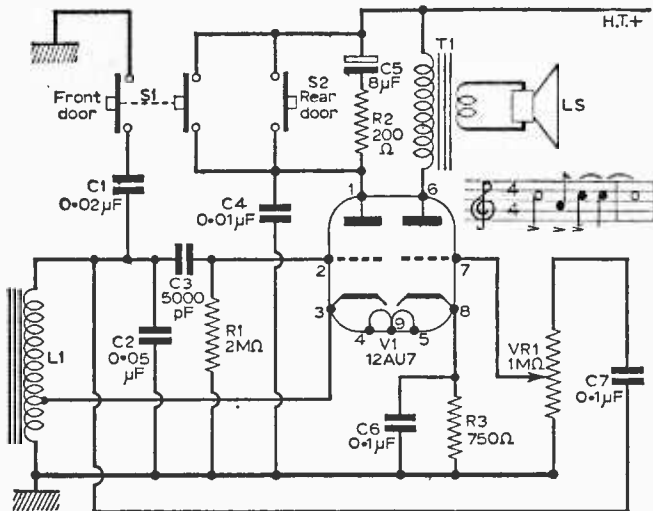 H.T.+
T1
C5
8µF
S2
Rear
door
Front
door
S1
LS
R2
200
Ω
C1
0·02µF
C4
0·01µF
1
6
4
4
2
7
C3
5000
pF
3
8
9
4
5
V1
12AU7
L1
C2
0·05
µF
R1
2MΩ
VR1
1MΩ
C7
0·1µF
C6
0·1µF
R3
750Ω